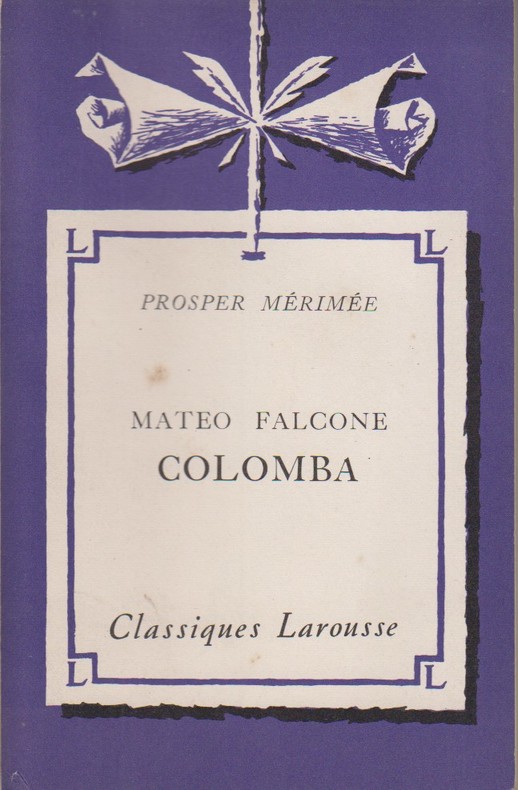 L L
PROSPER MÉRIMÉE
MATEO FALCONE
COLOMBA
Classiques Larousse
L L